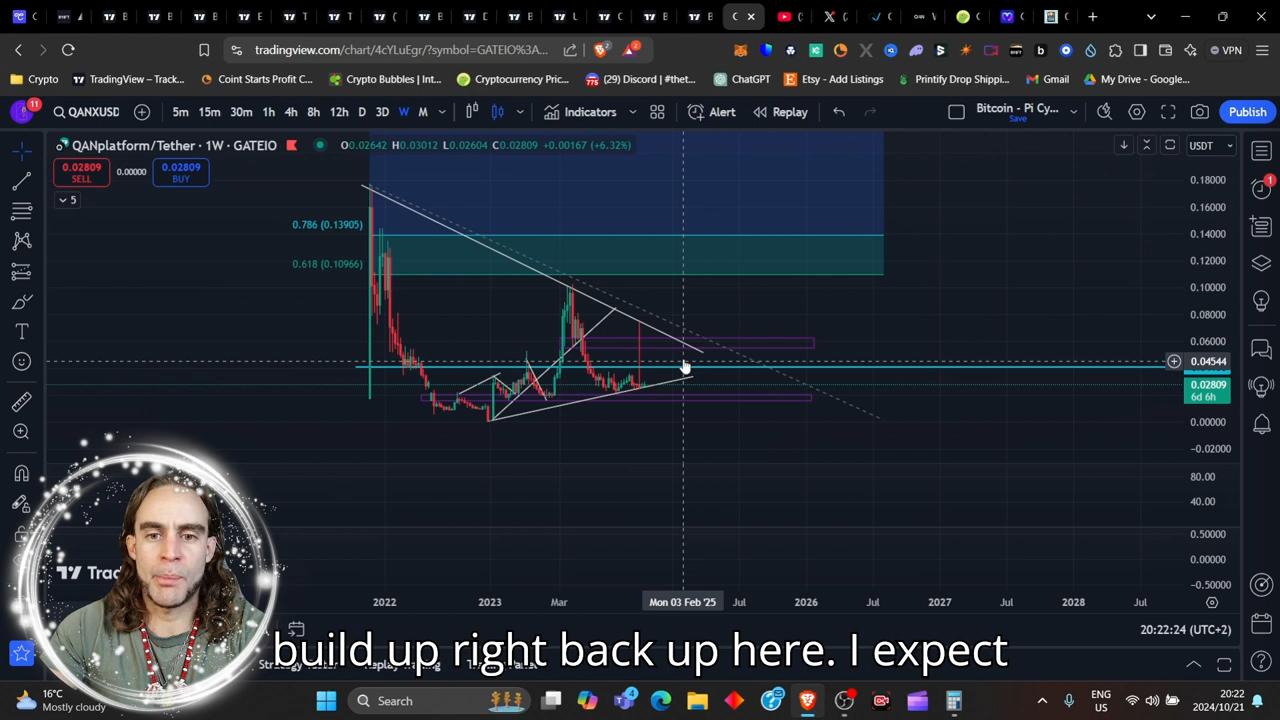 tradingview.com/chart/4cYLuEgr/?symbol=GATEIO%3A...
VPN
Crypto
TradingView – Track...
Coint Starts Profit C...
Crypto Bubbles | Int...
Cryptocurrency Pric...
(29) Discord | #thet...
ChatGPT
Etsy - Add Listings
Printify Drop Shippi...
Gmail
My Drive - Google...
11
QANXUSD
5m 15m 30m 1h 4h 8h 12h D 3D W M
Indicators
Alert
Replay
Bitcoin - Pi Cy...
Save
Publish
QANplatform/Tether · 1W · GATEIO
O0.02642 H0.03012 L0.02604 C0.02809 +0.00167 (+6.32%)
USDT
0.02809
SELL
0.00000
0.02809
BUY
5
0.18000
0.16000
0.786 (0.13905)
0.14000
0.618 (0.10966)
0.12000
0.10000
0.08000
0.06000
0.04544
0.02809
6d 6h
0.00000
−0.02000
80.00
40.00
0.50000
0.00000
−0.50000
2022
2023
Mar
Mon 03 Feb '25
Jul
2026
Jul
2027
Jul
2028
Jul
20:22:24 (UTC+2)
build up right back up here. I expect
16°C
Mostly cloudy
Search
ENG
US
20:22
2024/10/21